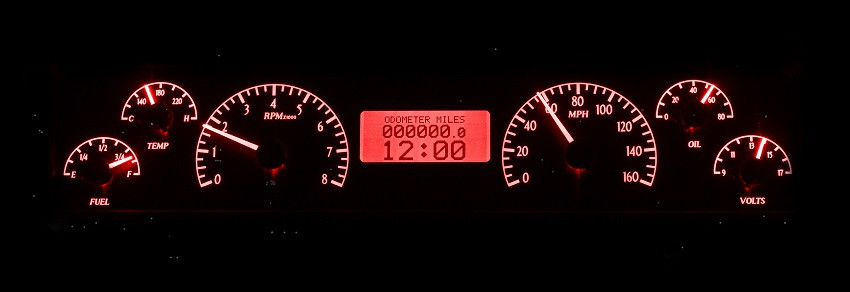 C 140 180 220 H
TEMP
E 1/4 1/2 3/4 F
FUEL
0 1 2 3 4 5 6 7 8
RPMX1000
ODOMETER MILES
000000.0
12:00
0 20 40 60 80 100 120 140 160
MPH
0 20 40 60 80
OIL
9 11 13 15 17
VOLTS